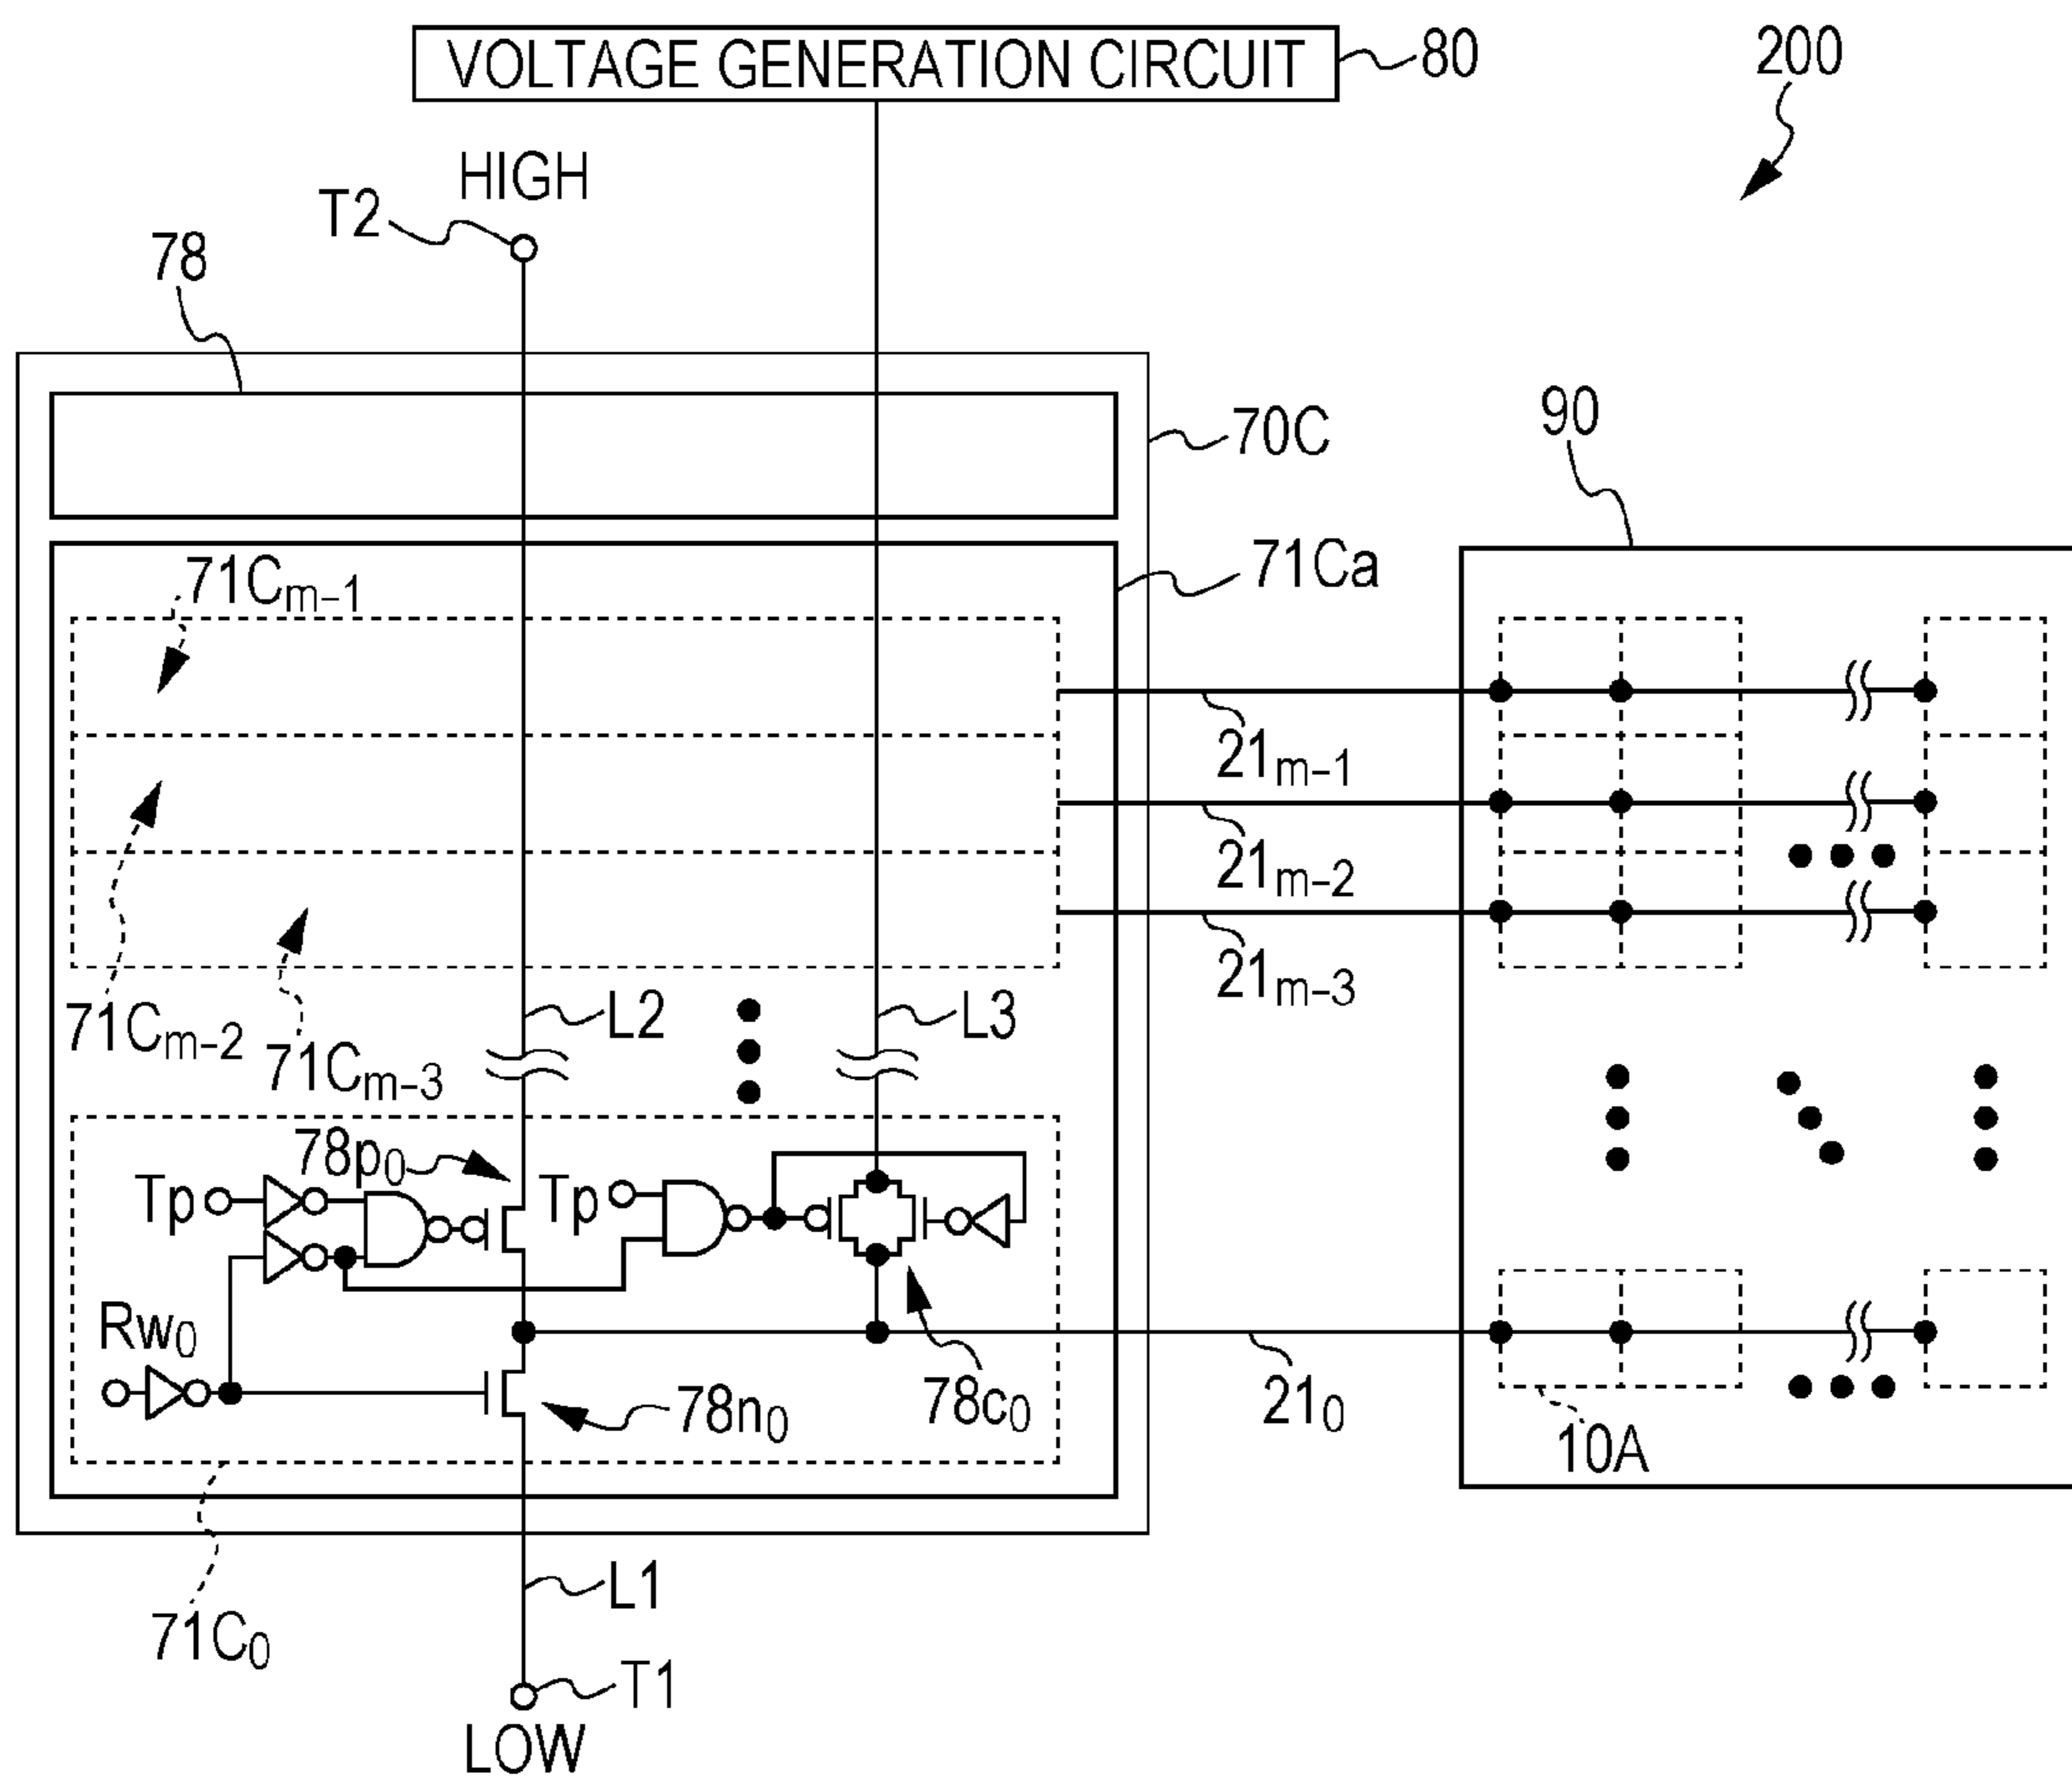 VOLTAGE GENERATION CIRCUIT
80
200
HIGH
T2
78
70C
90
71Ca
71Cm−1
21m−1
21m−2
21m−3
71Cm−2
71Cm−3
L2
L3
78p0
Tp
Tp
Rw0
78n0
78c0
210
10A
71C0
L1
T1
LOW